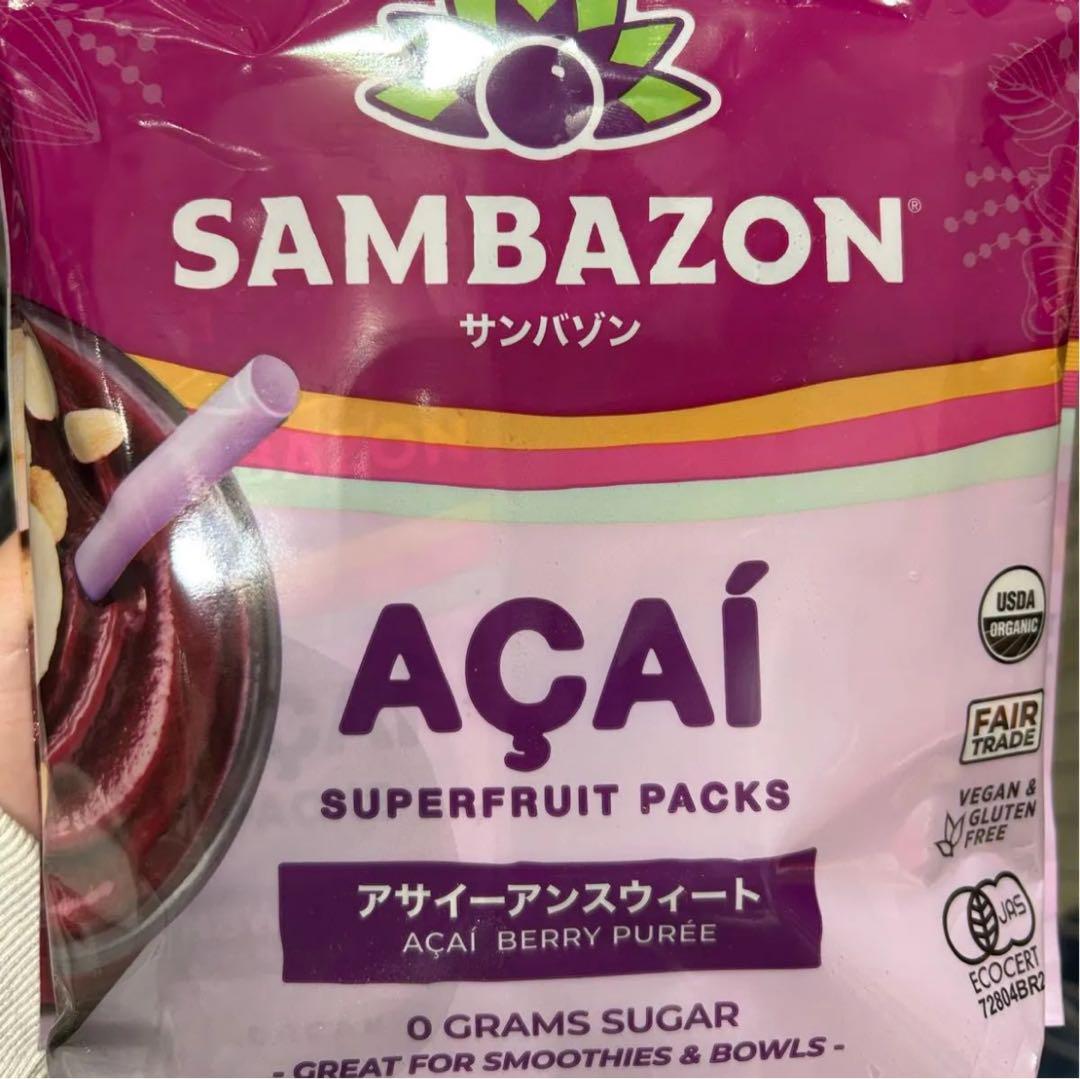 SAMBAZON®
サンバゾン
AÇAÍ
SUPERFRUIT PACKS
アサイーアンスウィート
AÇAÍ BERRY PURÉE
0 GRAMS SUGAR
- GREAT FOR SMOOTHIES & BOWLS -
USDA
ORGANIC
FAIR
TRADE
VEGAN &
GLUTEN
FREE
JAS
ECOCERT
72804BR2